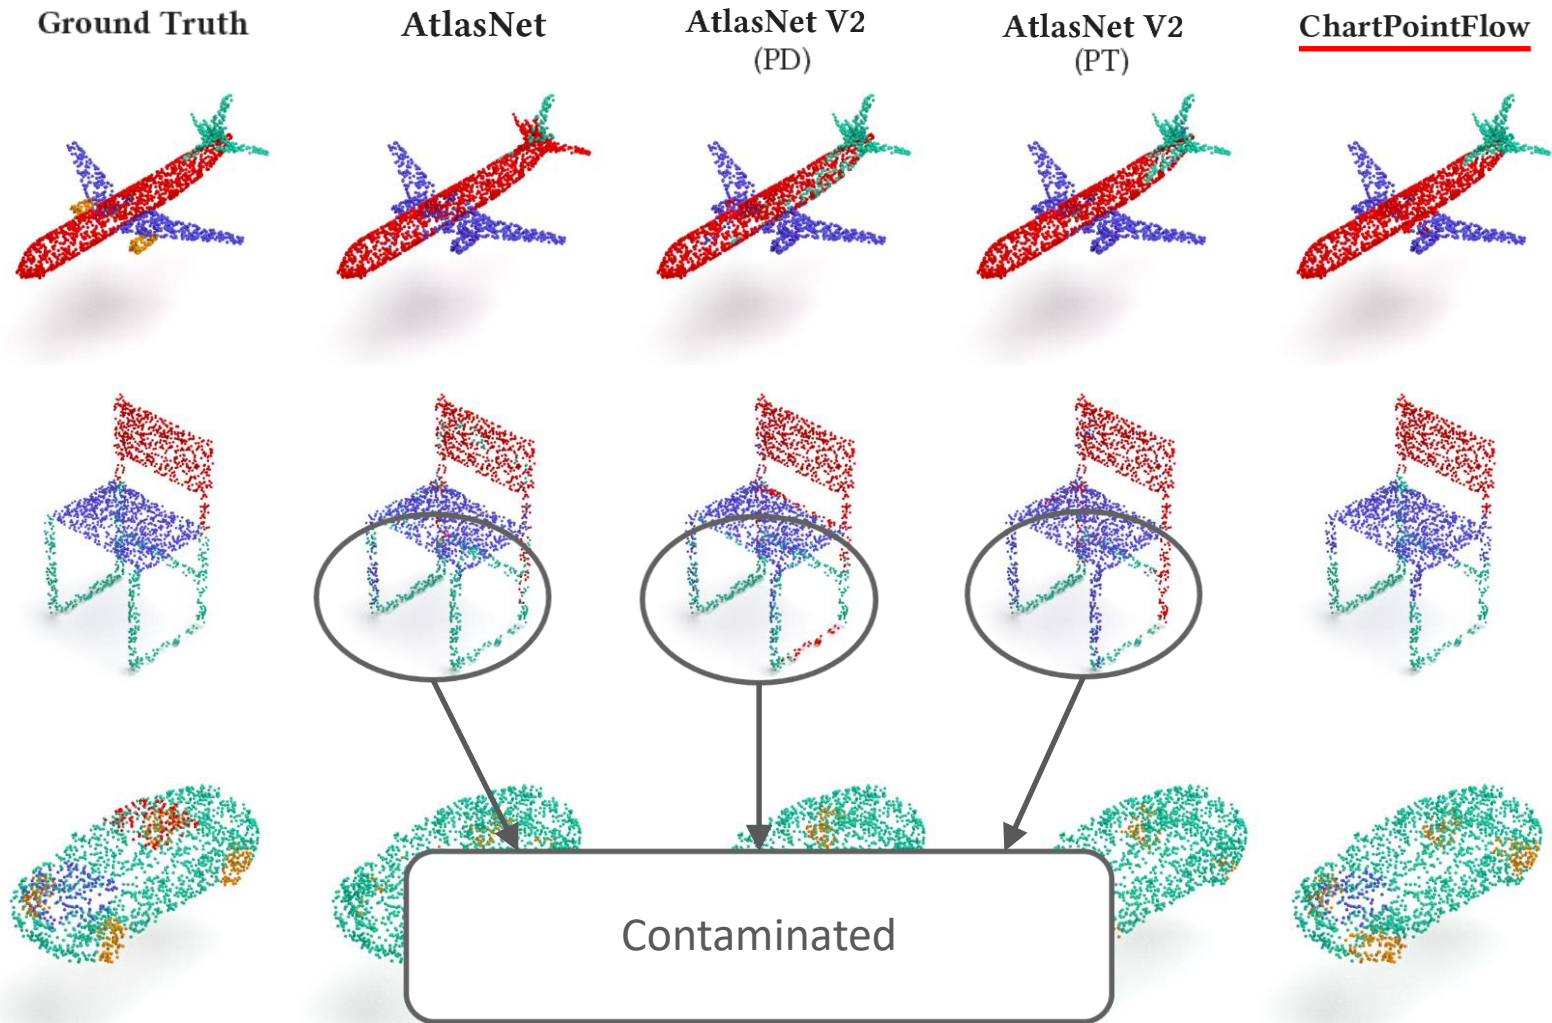 Ground Truth
AtlasNet
AtlasNet V2
(PD)
AtlasNet V2
(PT)
ChartPointFlow
Contaminated